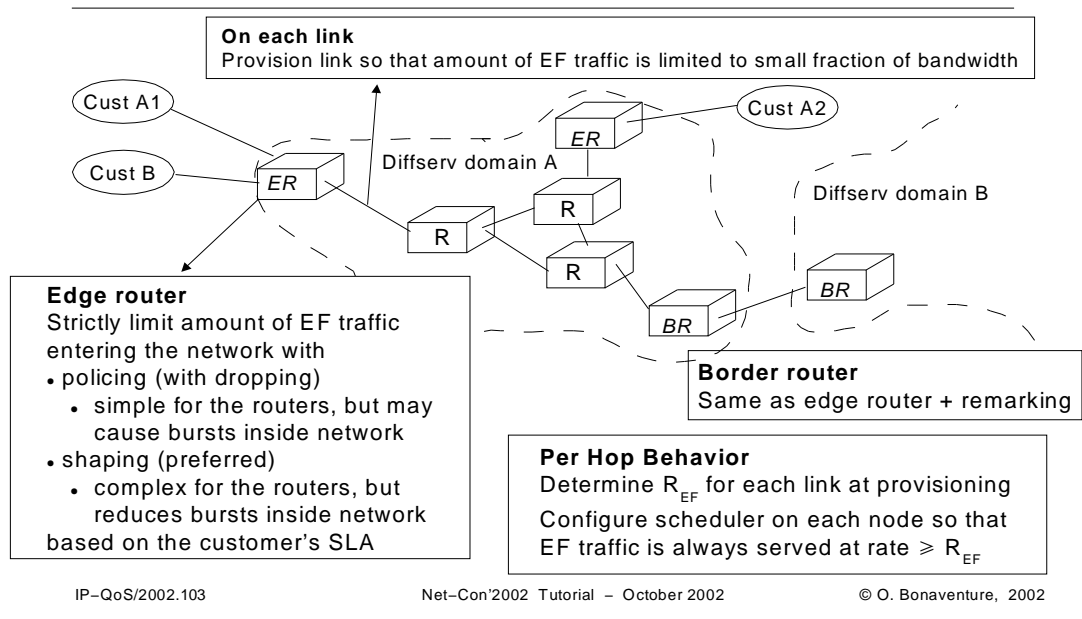 On each link
Provision link so that amount of EF traffic is limited to small fraction of bandwidth
Cust A1
Cust A2
ER
Cust B
Diffserv domain A
ER
R
Diffserv domain B
R
R
BR
BR
Edge router
Strictly limit amount of EF traffic
entering the network with
• policing (with dropping)
• simple for the routers, but may
cause bursts inside network
• shaping (preferred)
• complex for the routers, but
reduces bursts inside network
based on the customer's SLA
Border router
Same as edge router + remarking
Per Hop Behavior
Determine R_EF for each link at provisioning
Configure scheduler on each node so that
EF traffic is always served at rate ⩾ R_EF
IP−QoS/2002.103
Net−Con'2002 Tutorial − October 2002
© O. Bonaventure, 2002